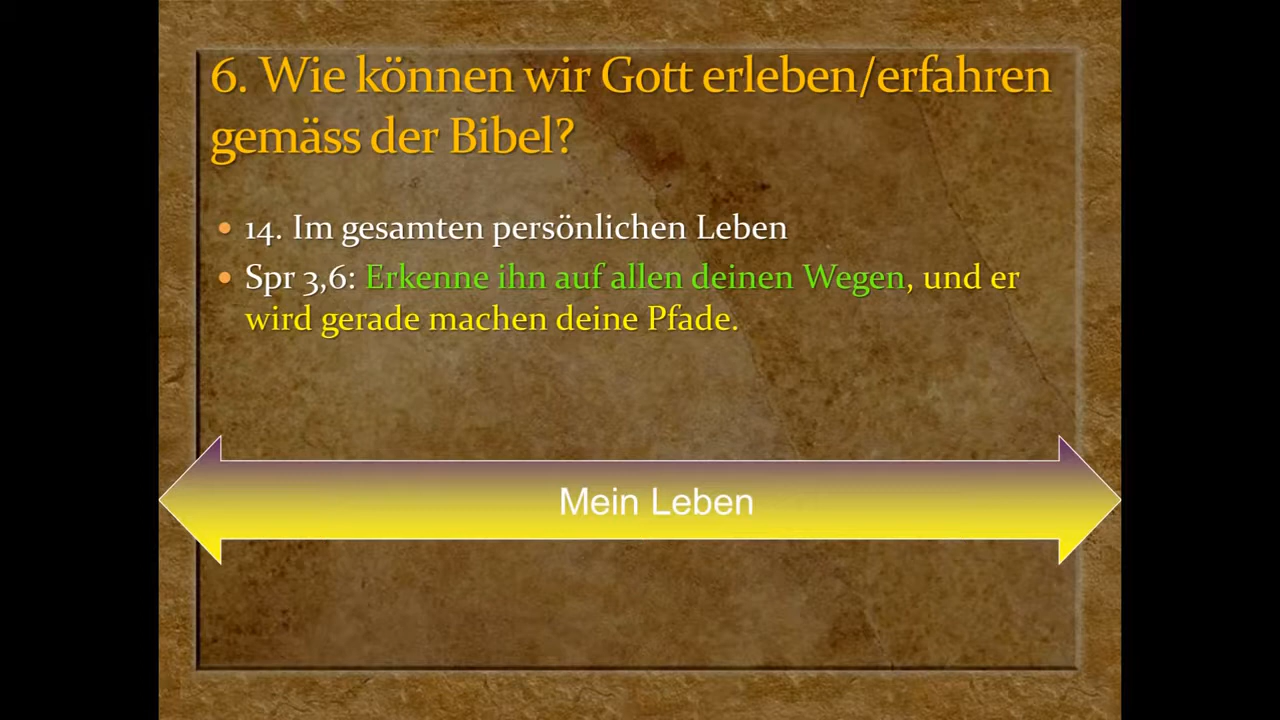 6. Wie können wir Gott erleben/erfahren
gemäss der Bibel?
• 14. Im gesamten persönlichen Leben
• Spr 3,6: Erkenne ihn auf allen deinen Wegen, und er
wird gerade machen deine Pfade.
Mein Leben